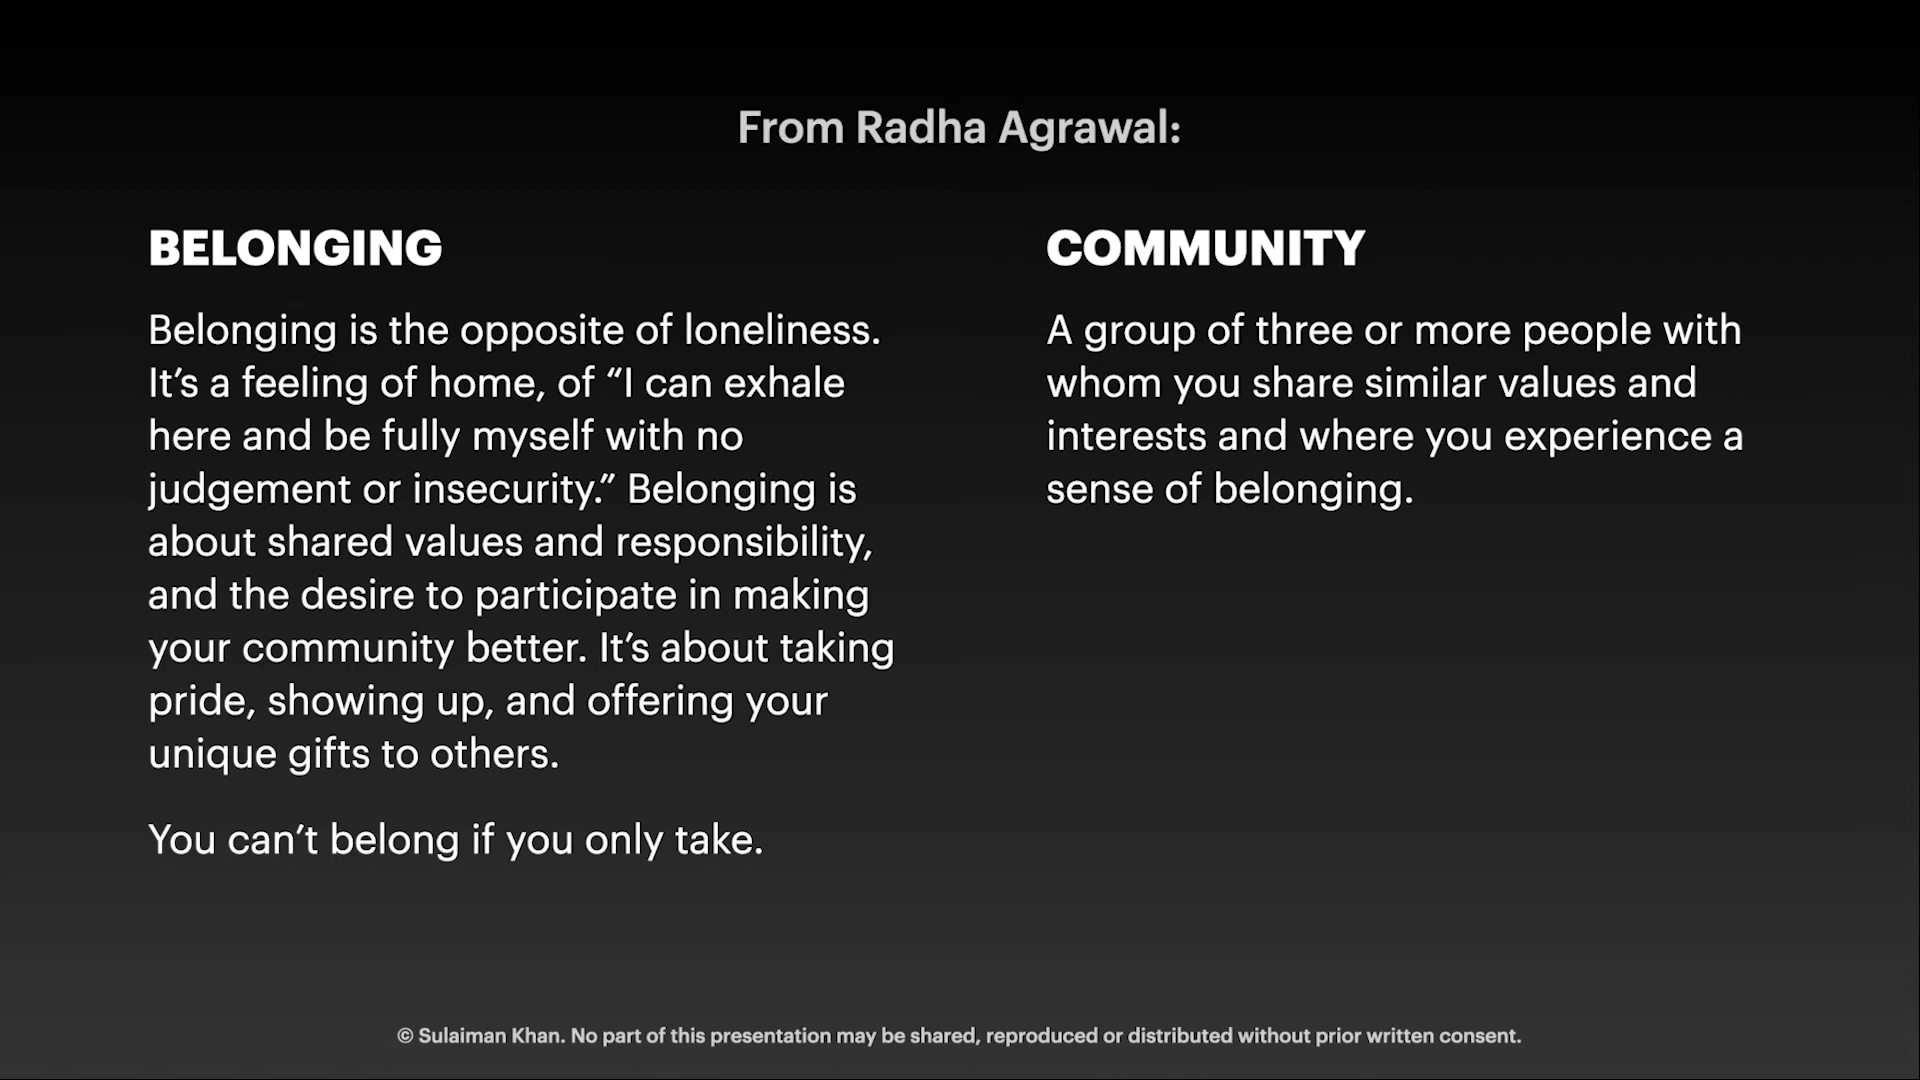 From Radha Agrawal:
BELONGING
Belonging is the opposite of loneliness.
It’s a feeling of home, of “I can exhale
here and be fully myself with no
judgement or insecurity.” Belonging is
about shared values and responsibility,
and the desire to participate in making
your community better. It’s about taking
pride, showing up, and offering your
unique gifts to others.
You can’t belong if you only take.
COMMUNITY
A group of three or more people with
whom you share similar values and
interests and where you experience a
sense of belonging.
© Sulaiman Khan. No part of this presentation may be shared, reproduced or distributed without prior written consent.